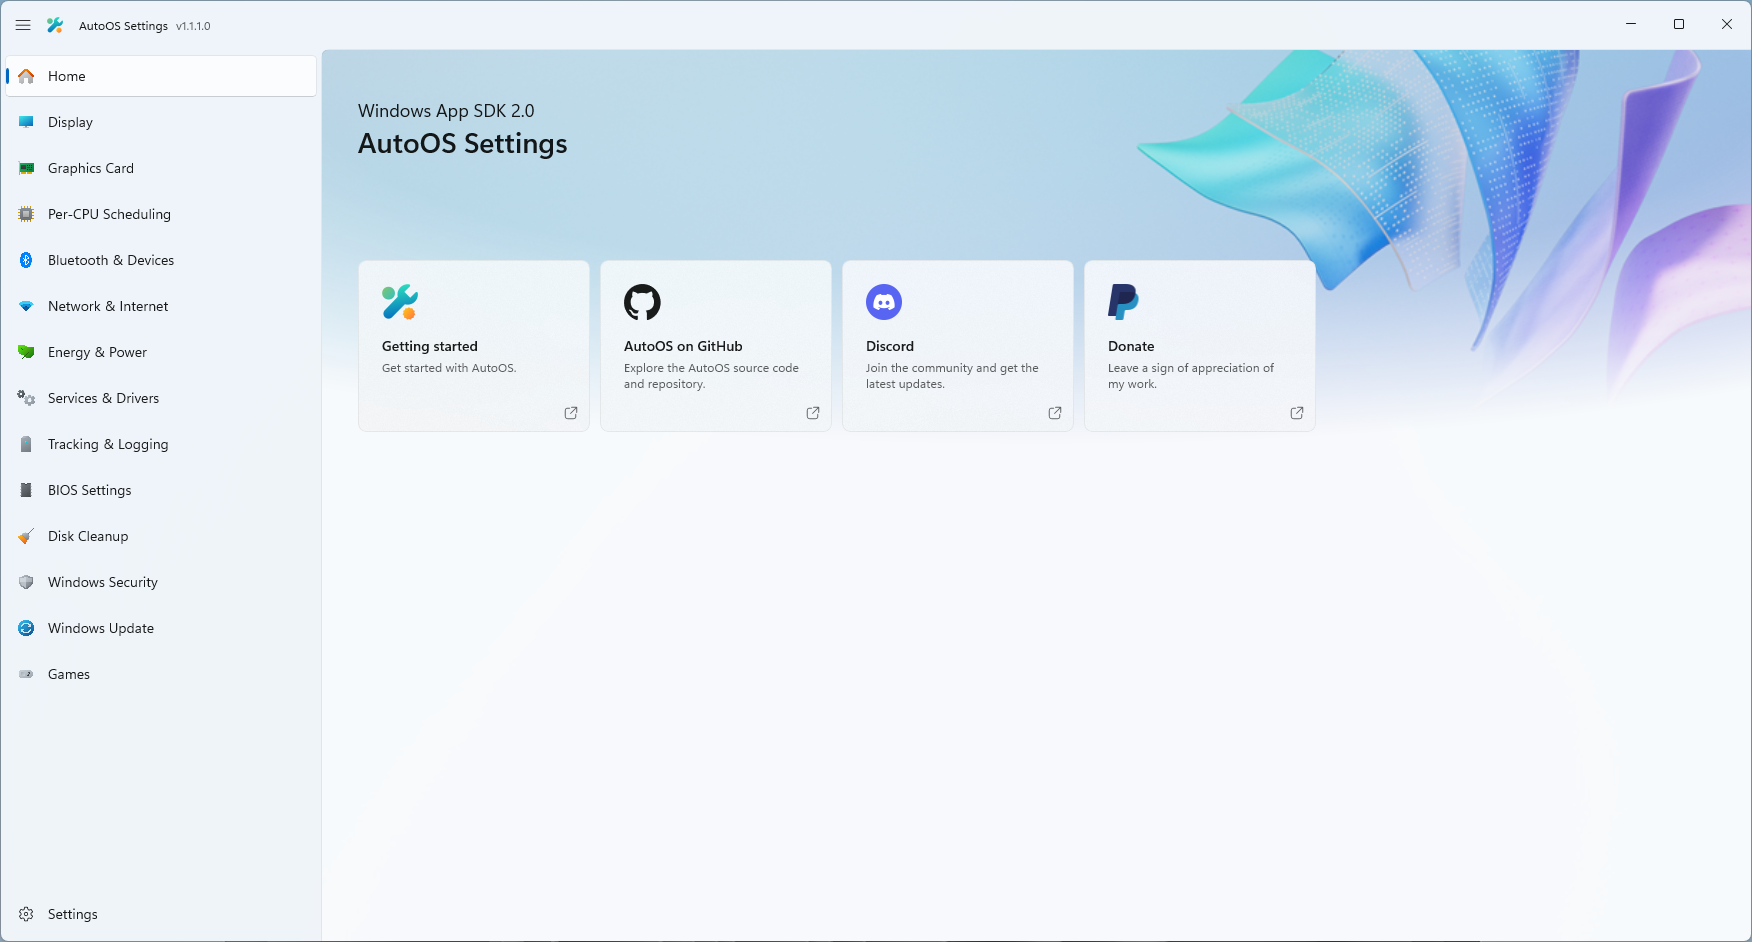 AutoOS Settings v1.1.1.0
Home
Display
Graphics Card
Per-CPU Scheduling
Bluetooth & Devices
Network & Internet
Energy & Power
Services & Drivers
Tracking & Logging
BIOS Settings
Disk Cleanup
Windows Security
Windows Update
Games
Settings
Windows App SDK 2.0
AutoOS Settings
Getting started
Get started with AutoOS.
AutoOS on GitHub
Explore the AutoOS source code
and repository.
Discord
Join the community and get the
latest updates.
Donate
Leave a sign of appreciation of
my work.